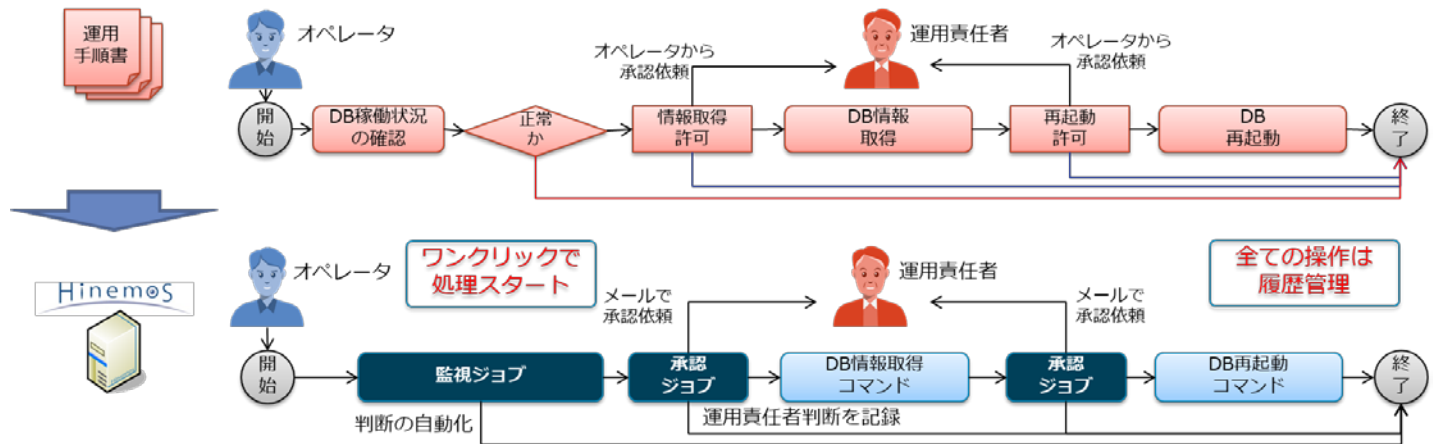 運用
手順書
オペレータ
運用責任者
オペレータから
承認依頼
オペレータから
承認依頼
開
始
DB稼働状況
の確認
正常
か
情報取得
許可
DB情報
取得
再起動
許可
DB
再起動
終
了
オペレータ
ワンクリックで
処理スタート
運用責任者
全ての操作は
履歴管理
Hinemos
メールで
承認依頼
メールで
承認依頼
開
始
監視ジョブ
承認
ジョブ
DB情報取得
コマンド
承認
ジョブ
DB再起動
コマンド
終
了
判断の自動化
運用責任者判断を記録